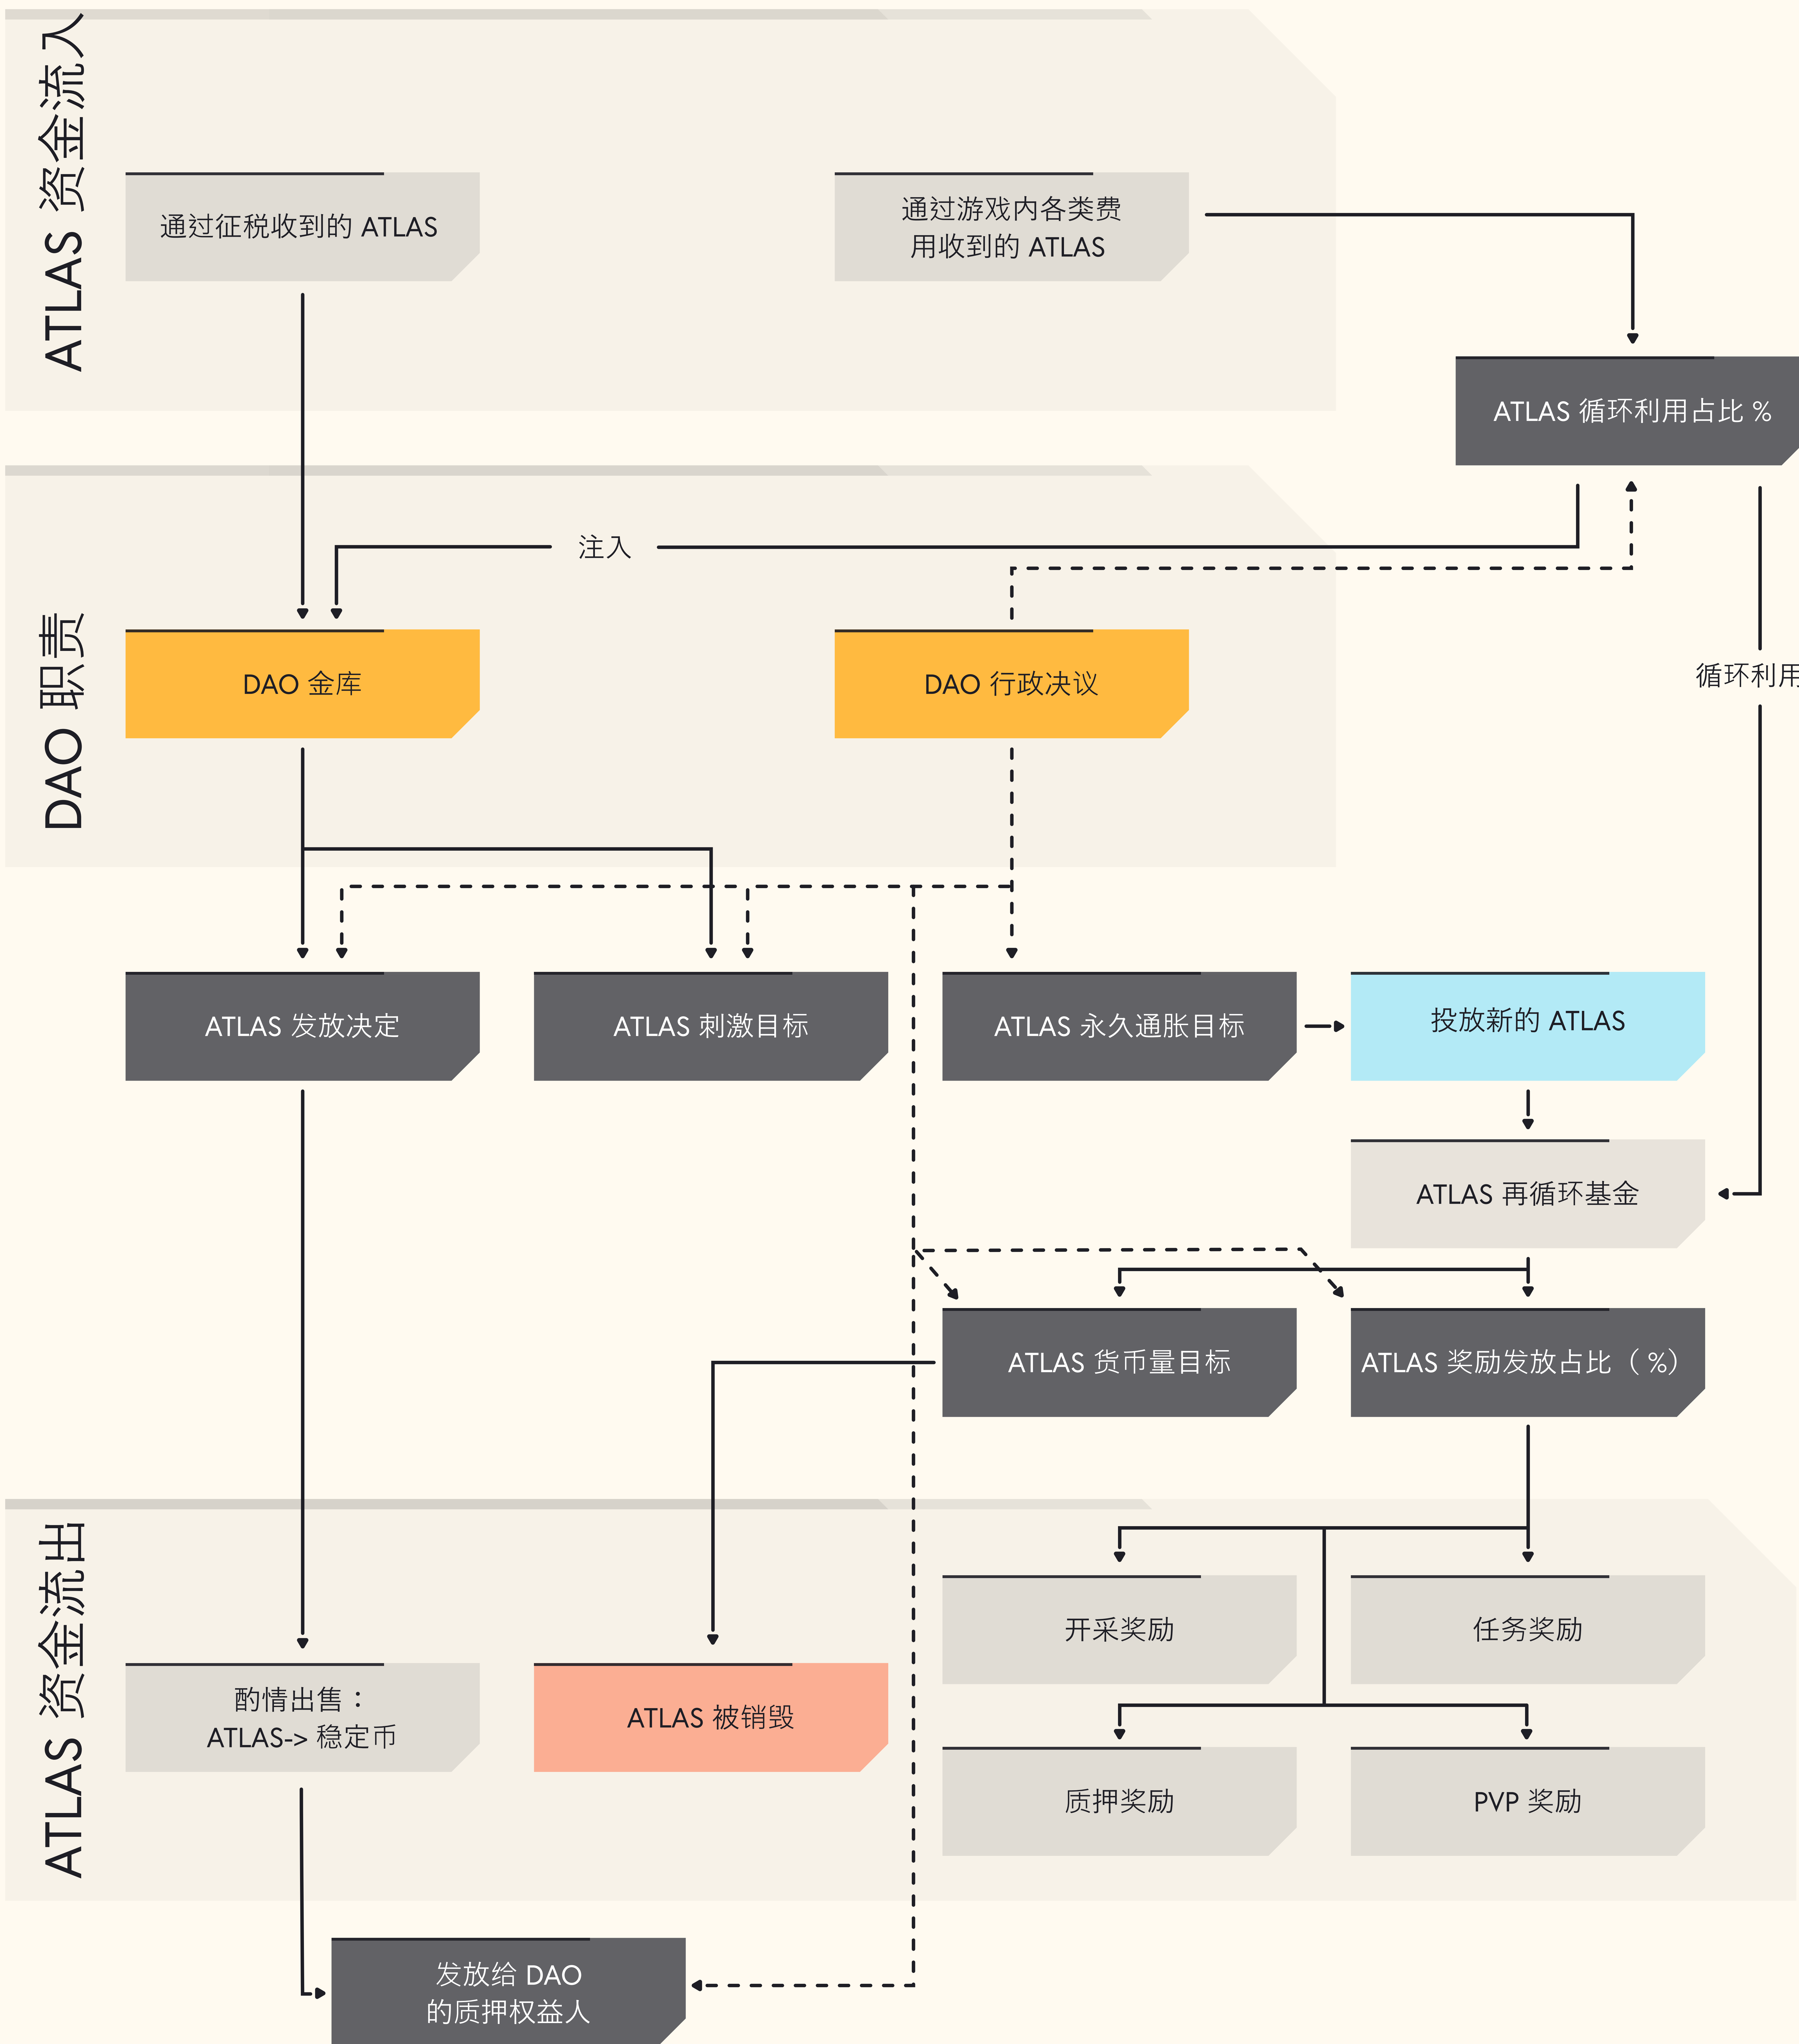 ATLAS 资金流入
通过征税收到的 ATLAS
通过游戏内各类费
用收到的 ATLAS
ATLAS 循环利用占比 %
DAO 职责
注入
DAO 金库
DAO 行政决议
循环利用
ATLAS 发放决定
ATLAS 刺激目标
ATLAS 永久通胀目标
投放新的 ATLAS
ATLAS 再循环基金
ATLAS 货币量目标
ATLAS 奖励发放占比（ %）
ATLAS 资金流出
开采奖励
任务奖励
酌情出售：
ATLAS-> 稳定币
ATLAS 被销毁
质押奖励
PVP 奖励
发放给 DAO
的质押权益人